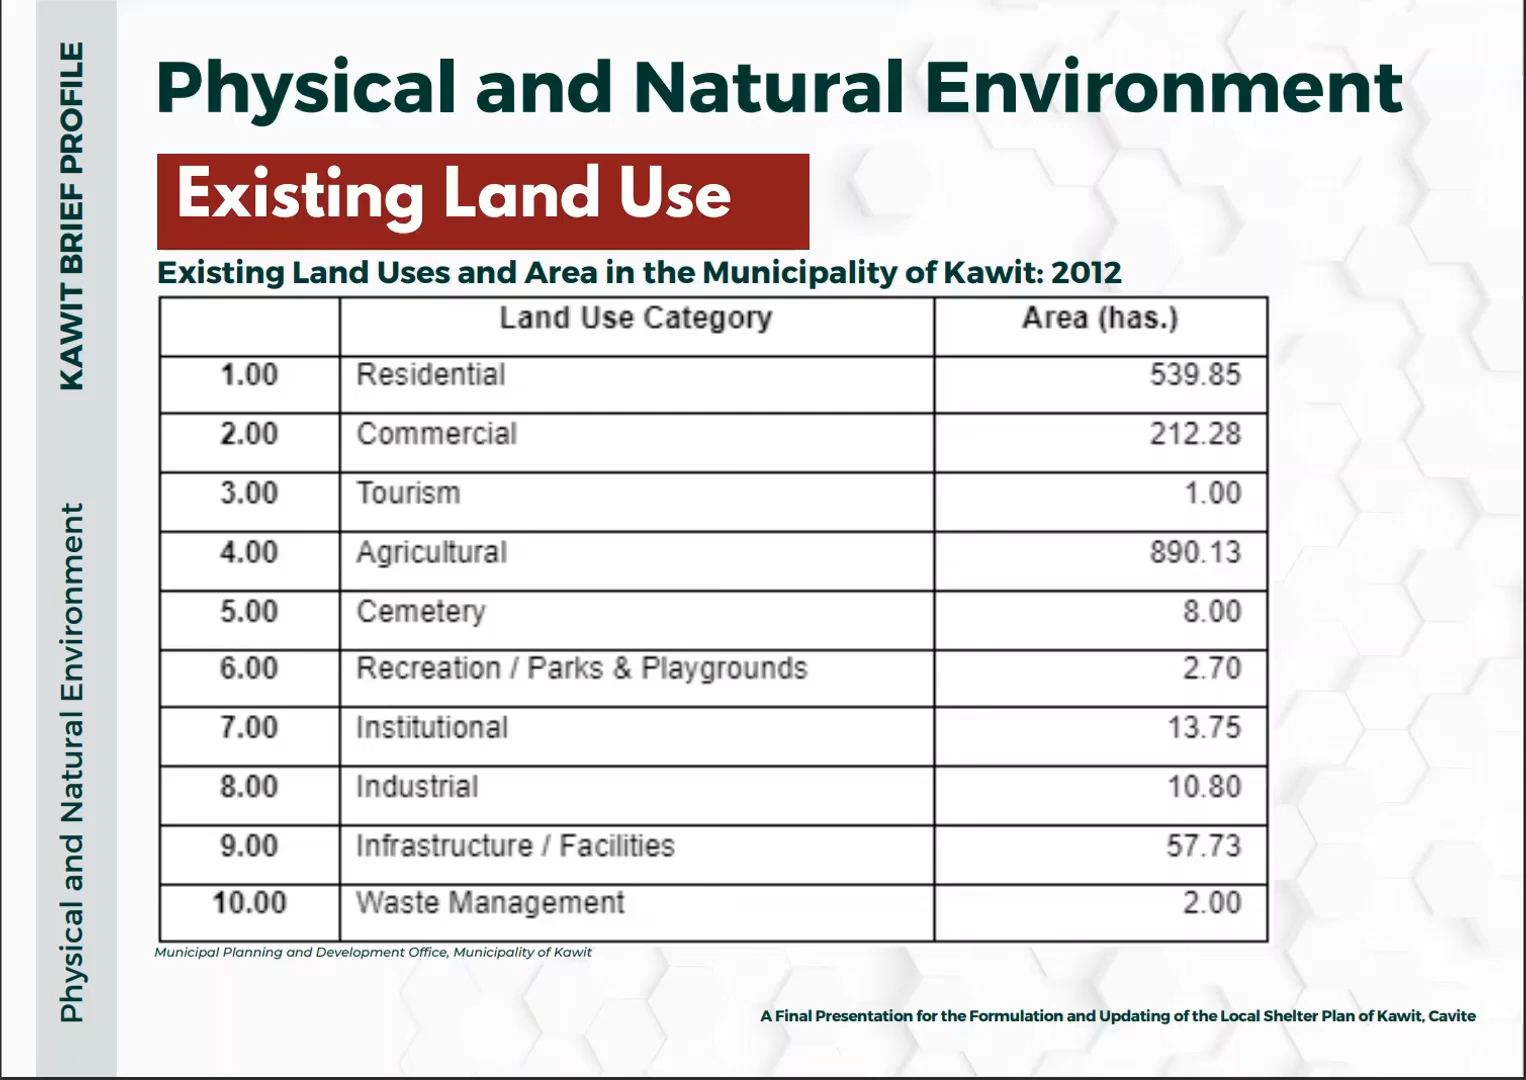 KAWIT BRIEF PROFILE
Physical and Natural Environment
Physical and Natural Environment
Existing Land Use
Existing Land Uses and Area in the Municipality of Kawit: 2012
Land Use Category Area (has.)
1.00 Residential 539.85
2.00 Commercial 212.28
3.00 Tourism 1.00
4.00 Agricultural 890.13
5.00 Cemetery 8.00
6.00 Recreation / Parks & Playgrounds 2.70
7.00 Institutional 13.75
8.00 Industrial 10.80
9.00 Infrastructure / Facilities 57.73
10.00 Waste Management 2.00
Municipal Planning and Development Office, Municipality of Kawit
A Final Presentation for the Formulation and Updating of the Local Shelter Plan of Kawit, Cavite